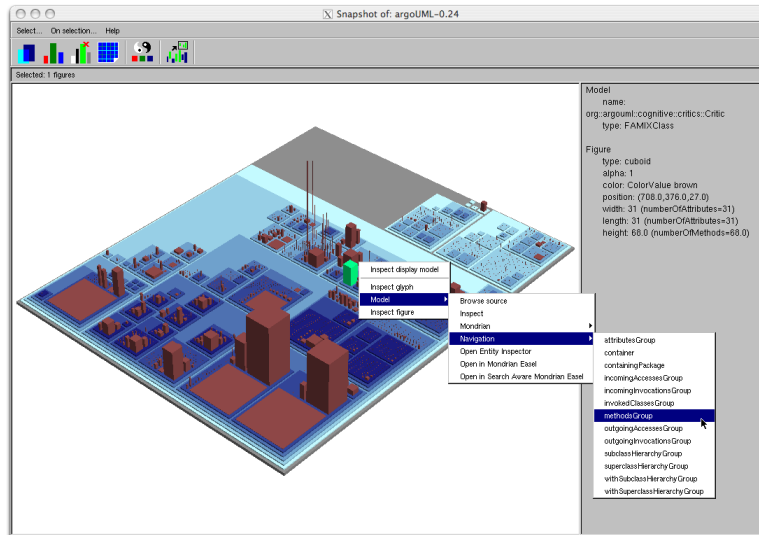 Snapshot of: argoUML-0.24
Select... On selection... Help
Selected: 1 figures
Model
name:
org::argouml::cognitive::critics::Critic
type: FAMIXClass
Figure
type: cuboid
alpha: 1
color: ColorValue brown
position: (708.0,376.0,27.0)
width: 31 (numberOfAttributes=31)
length: 31 (numberOfAttributes=31)
height: 68.0 (numberOfMethods=68.0)
Inspect display model
Inspect glyph
Model
Inspect figure
Browse source
Inspect
Mondrian
Navigation
Open Entity Inspector
Open in Mondrian Easel
Open in Search Aware Mondrian Easel
attributesGroup
container
containingPackage
incomingAccessesGroup
incomingInvocationsGroup
invokedClassesGroup
methodsGroup
outgoingAccessesGroup
outgoingInvocationsGroup
subclassHierarchyGroup
superclassHierarchyGroup
withSubclassHierarchyGroup
withSuperclassHierarchyGroup